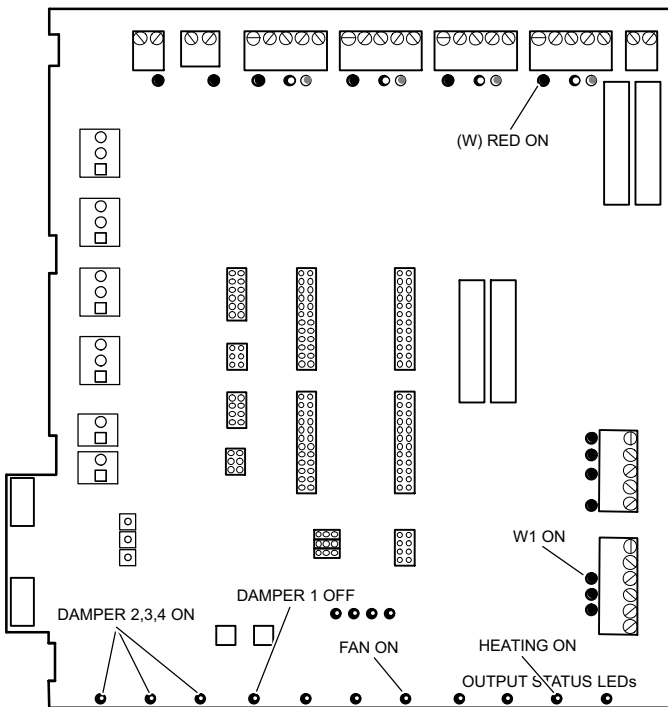 (W) RED ON
W1 ON
DAMPER 1 OFF
DAMPER 2,3,4 ON
FAN ON
HEATING ON
OUTPUT STATUS LEDs